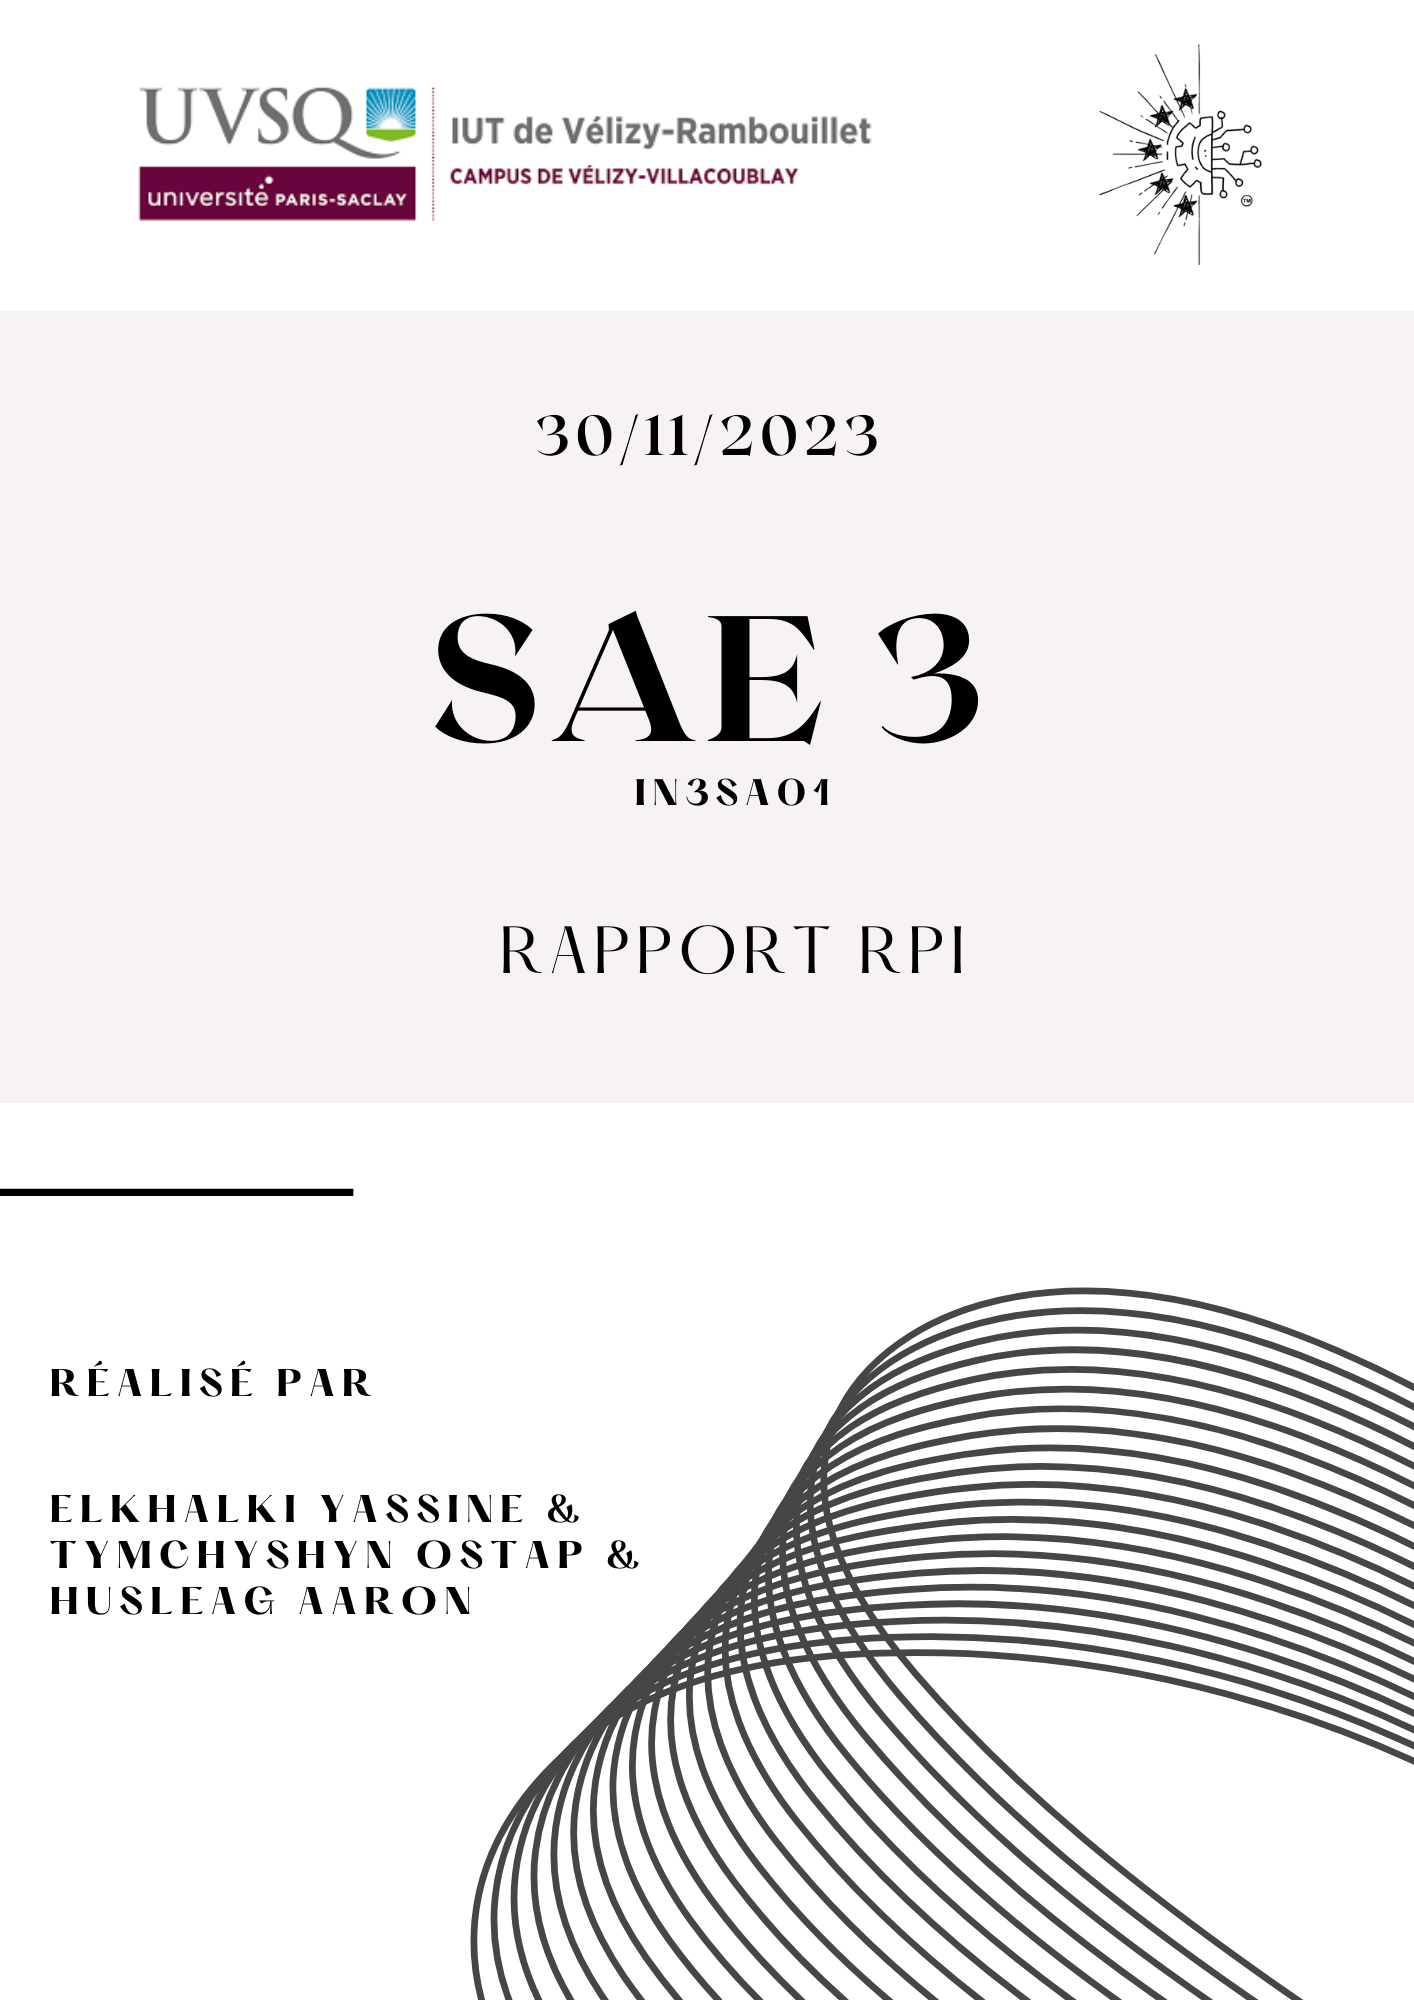 UVSQ
université PARIS-SACLAY
IUT de Vélizy-Rambouillet
CAMPUS DE VÉLIZY-VILLACOUBLAY
TM
30/11/2023
SAE 3
IN3SA01
RAPPORT RPI
RÉALISÉ PAR
ELKHALKI YASSINE &
TYMCHYSHYN OSTAP &
HUSLEAG AARON